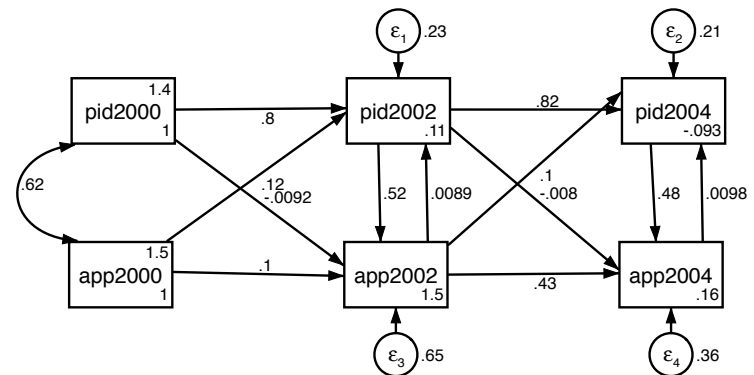 ε1 .23
ε2 .21
1.4
pid2000
1
.8
pid2002
.11
.82
pid2004
-.093
.62
.12
-.0092
.52
.0089
.1
-.008
.48
.0098
1.5
app2000
1
.1
app2002
1.5
.43
app2004
.16
ε3 .65
ε4 .36